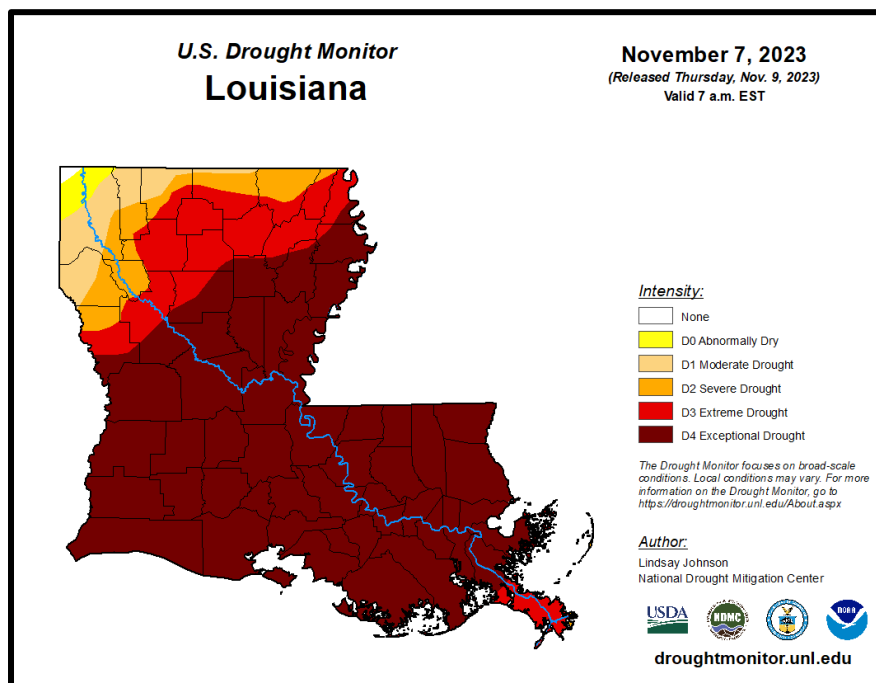 U.S. Drought Monitor
Louisiana
November 7, 2023
(Released Thursday, Nov. 9, 2023)
Valid 7 a.m. EST
Intensity:
None
D0 Abnormally Dry
D1 Moderate Drought
D2 Severe Drought
D3 Extreme Drought
D4 Exceptional Drought
The Drought Monitor focuses on broad-scale
conditions. Local conditions may vary. For more
information on the Drought Monitor, go to
https://droughtmonitor.unl.edu/About.aspx
Author:
Lindsay Johnson
National Drought Mitigation Center
USDA
NDMC
NOAA
droughtmonitor.unl.edu